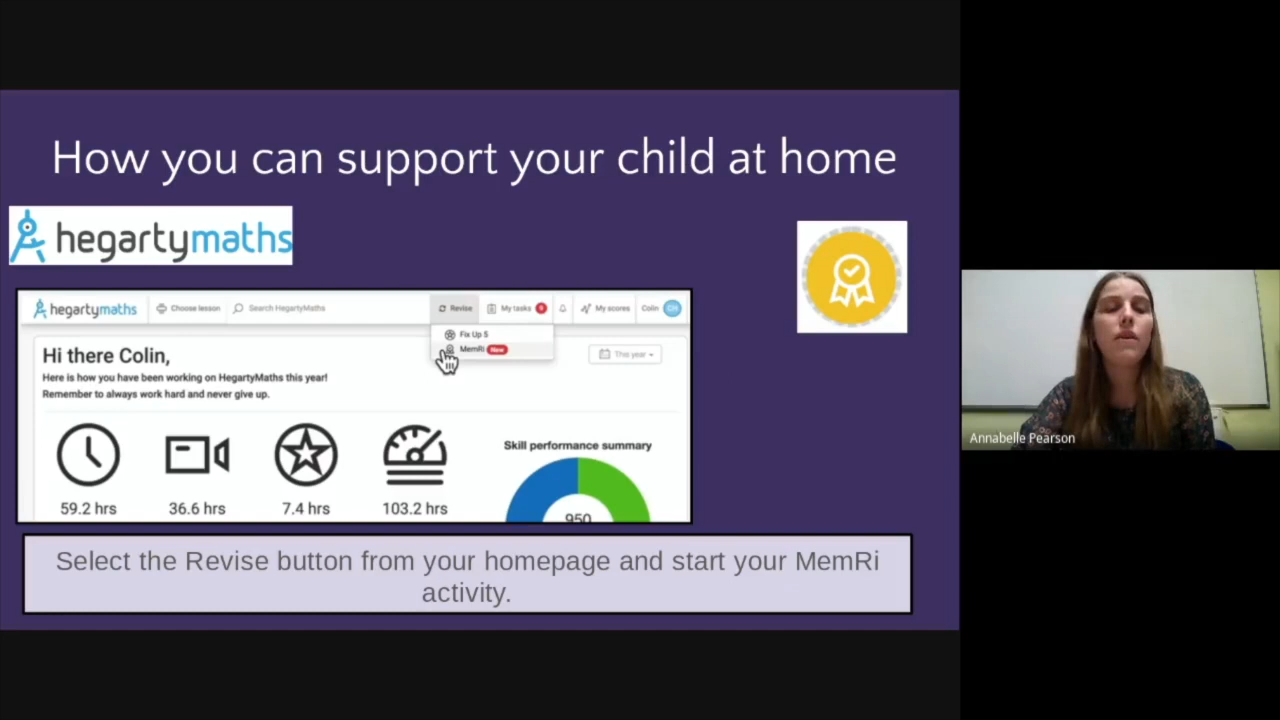 How you can support your child at home
hegartymaths
hegartymaths Choose lesson Search HegartyMaths Revise My tasks My scores Colin CH
Fix Up 5
MemRi New
Hi there Colin,
This year
Here is how you have been working on HegartyMaths this year!
Remember to always work hard and never give up.
Skill performance summary
59.2 hrs 36.6 hrs 7.4 hrs 103.2 hrs
950
Select the Revise button from your homepage and start your MemRi
activity.
Annabelle Pearson